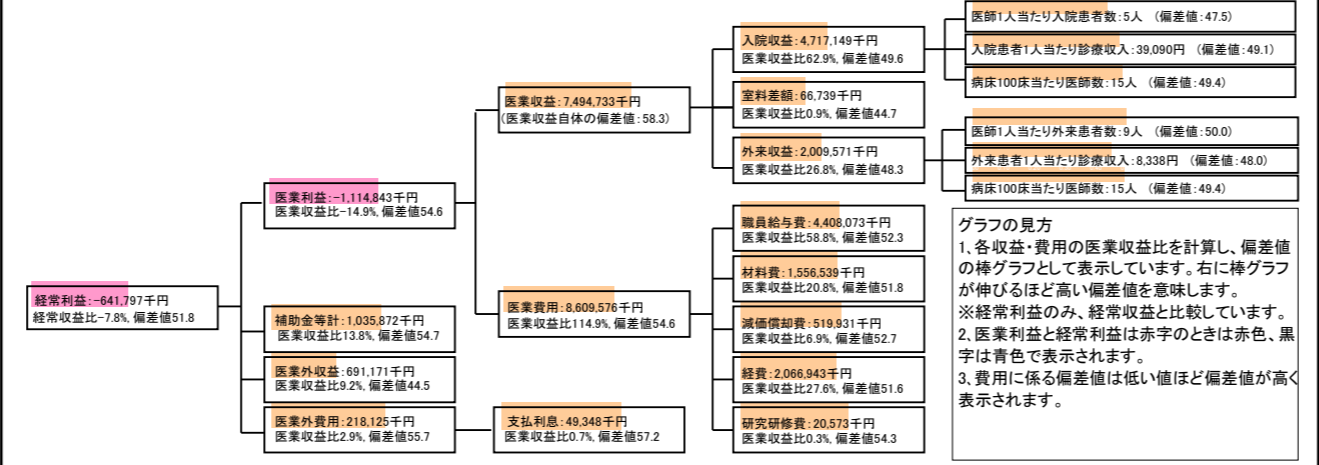 経常利益:-641,797千円
経常収支比-7.8%, 偏差値51.8
医業利益:-1,114,843千円
医業収益比-14.9%, 偏差値54.6
補助金等計:1,035,872千円
医業収益比13.8%, 偏差値54.7
医業外収益:691,171千円
医業収益比9.2%, 偏差値44.5
医業外費用:218,125千円
医業収益比2.9%, 偏差値55.7
支払利息:49,348千円
医業収益比0.7%, 偏差値57.2
医業収益:7,494,733千円
(医業収益自体の偏差値:58.3)
医業費用:8,609,576千円
医業収益比114.9%, 偏差値54.6
入院収益:4,717,149千円
医業収益比62.9%, 偏差値49.6
室料差額:66,739千円
医業収益比0.9%, 偏差値44.7
外来収益:2,009,571千円
医業収益比26.8%, 偏差値48.3
職員給与費:4,408,073千円
医業収益比58.8%, 偏差値52.3
材料費:1,556,539千円
医業収益比20.8%, 偏差値51.8
減価償却費:519,931千円
医業収益比6.9%, 偏差値52.7
経費:2,066,943千円
医業収益比27.6%, 偏差値51.6
研究研修費:20,573千円
医業収益比0.3%, 偏差値54.3
医師1人当たり入院患者数:5人 (偏差値:47.5)
入院患者1人当たり診療収入:39,090円 (偏差値:49.1)
病床100床当たり医師数:15人 (偏差値:49.4)
医師1人当たり外来患者数:9人 (偏差値:50.0)
外来患者1人当たり診療収入:8,338円 (偏差値:48.0)
病床100床当たり医師数:15人 (偏差値:49.4)
グラフの見方
1、各収益・費用の医業収益比を計算し、偏差値
の棒グラフとして表示しています。右に棒グラフ
が伸びるほど高い偏差値を意味します。
※経常利益のみ、経常収益と比較しています。
2、医業利益と経常利益は赤字のときは赤色、黒
字は青色で表示されます。
3、費用に係る偏差値は低い値ほど偏差値が高く
表示されます。